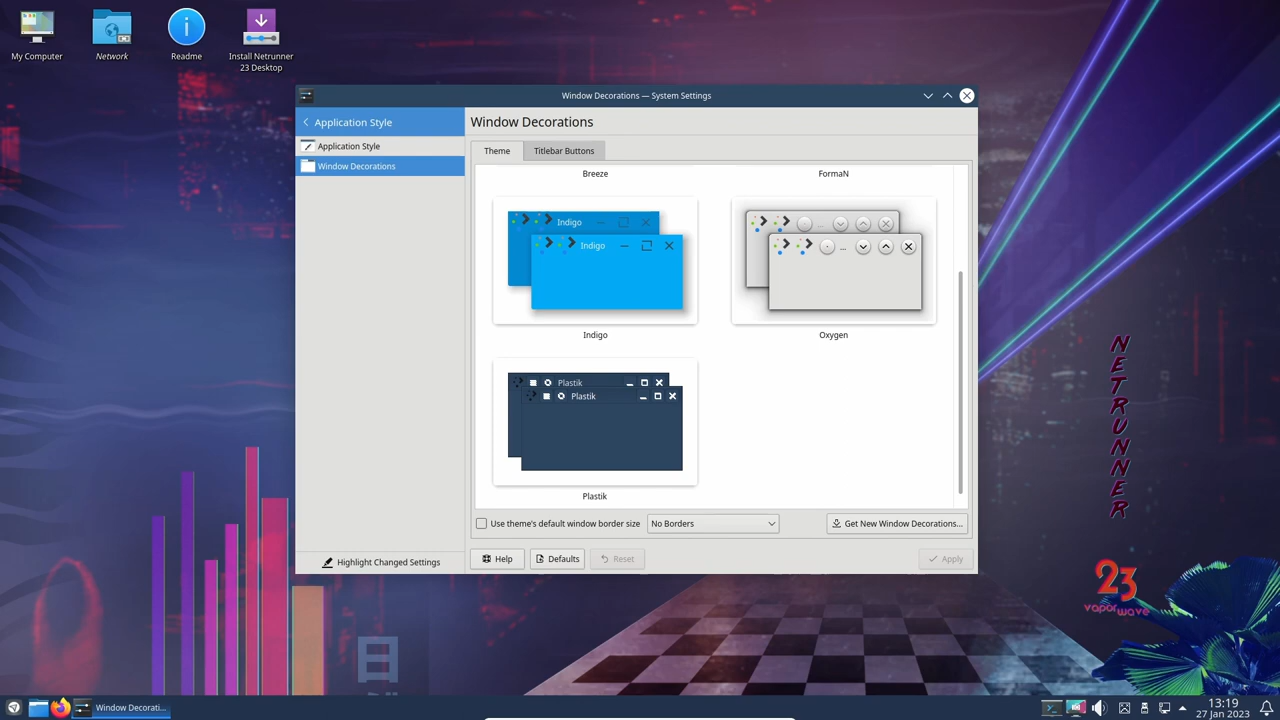 My Computer
Network
Readme
Install Netrunner
23 Desktop
Window Decorations — System Settings
Application Style
Application Style
Window Decorations
Highlight Changed Settings
Window Decorations
Theme
Titlebar Buttons
Breeze
FormaN
Indigo
Indigo
Indigo
...
...
Oxygen
Plastik
Plastik
Plastik
Use theme's default window border size
No Borders
Get New Window Decorations...
Help
Defaults
Reset
Apply
NETRUNNER
23
vaporwave
日
Window Decorati...
13:19
27 Jan 2023